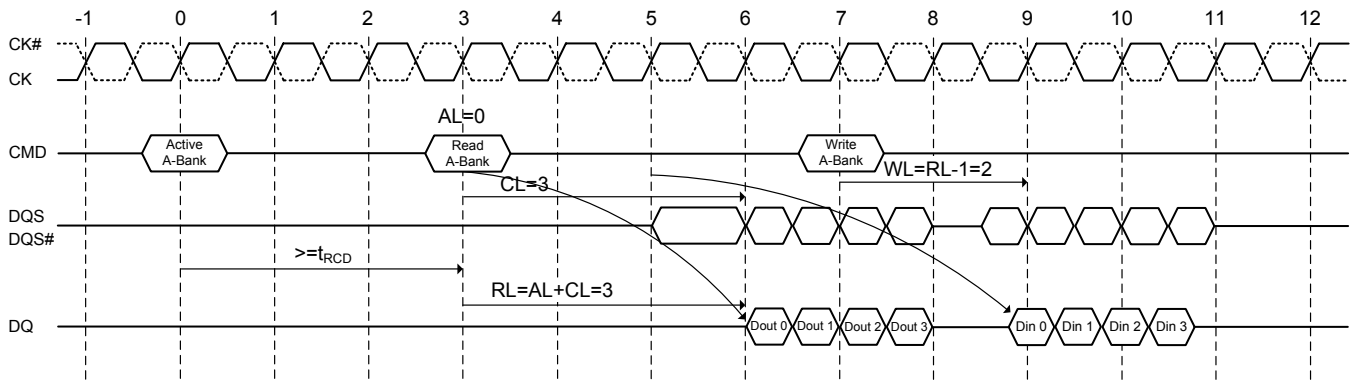 -1 0 1 2 3 4 5 6 7 8 9 10 11 12
CK#
CK
AL=0
CMD Active A-Bank Read A-Bank Write A-Bank
CL=3 WL=RL-1=2
DQS
DQS#
>=tRCD
RL=AL+CL=3
DQ Dout 0 Dout 1 Dout 2 Dout 3 Din 0 Din 1 Din 2 Din 3